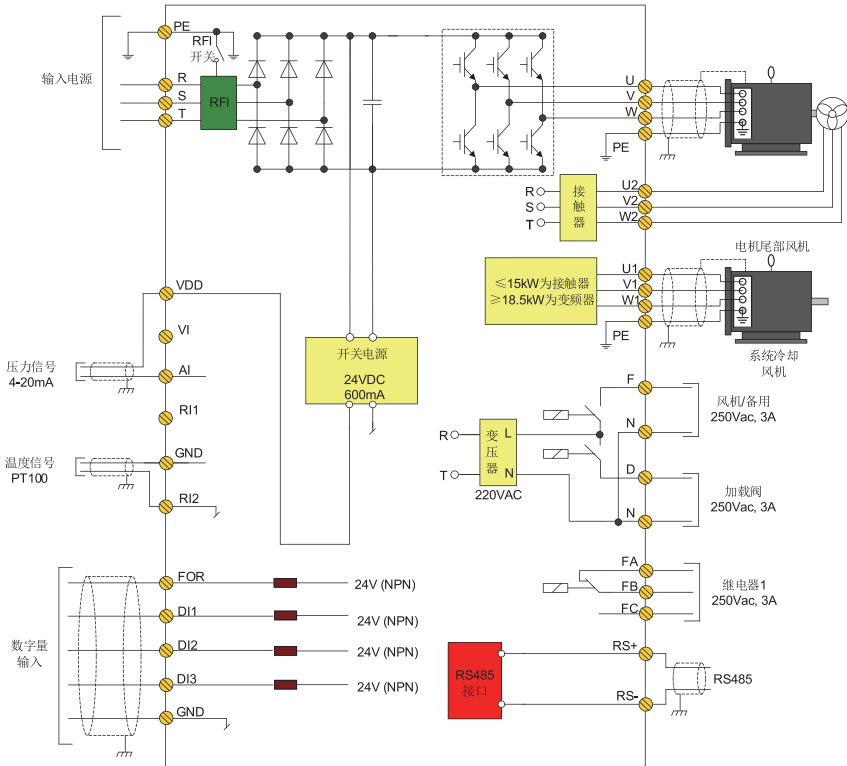 PE
RFI
开关
输入电源
R
S
T
RFI
U
V
W
PE
R
S
T
接触器
U2
V2
W2
电机尾部风机
≤15kW为接触器
≥18.5kW为变频器
U1
V1
W1
PE
系统冷却
风机
VDD
VI
压力信号
4-20mA
AI
RI1
GND
温度信号
PT100
RI2
开关电源
24VDC
600mA
F
风机/备用
250Vac, 3A
N
R
T
变压器
L
N
220VAC
D
加载阀
250Vac, 3A
N
FA
FB
FC
继电器1
250Vac, 3A
数字量
输入
FOR
24V (NPN)
DI1
24V (NPN)
DI2
24V (NPN)
DI3
24V (NPN)
GND
RS485
接口
RS+
RS-
RS485